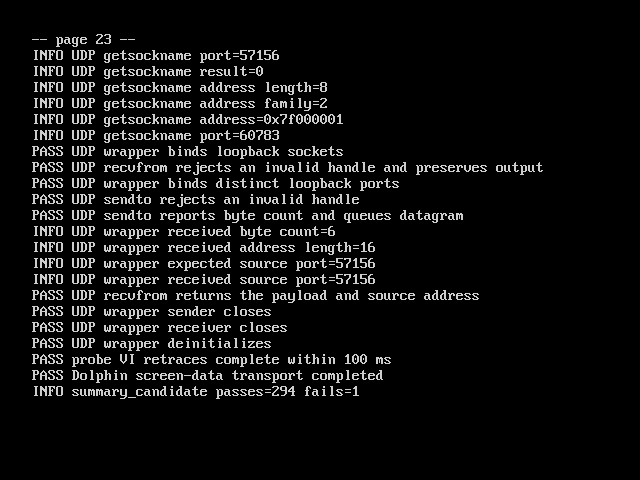 -- page 23 --
INFO UDP getsockname port=57156
INFO UDP getsockname result=0
INFO UDP getsockname address length=8
INFO UDP getsockname address family=2
INFO UDP getsockname address=0x7f000001
INFO UDP getsockname port=60783
PASS UDP wrapper binds loopback sockets
PASS UDP recvfrom rejects an invalid handle and preserves output
PASS UDP wrapper binds distinct loopback ports
PASS UDP sendto rejects an invalid handle
PASS UDP sendto reports byte count and queues datagram
INFO UDP wrapper received byte count=6
INFO UDP wrapper received address length=16
INFO UDP wrapper expected source port=57156
INFO UDP wrapper received source port=57156
PASS UDP recvfrom returns the payload and source address
PASS UDP wrapper sender closes
PASS UDP wrapper receiver closes
PASS UDP wrapper deinitializes
PASS probe VI retraces complete within 100 ms
PASS Dolphin screen-data transport completed
INFO summary_candidate passes=294 fails=1